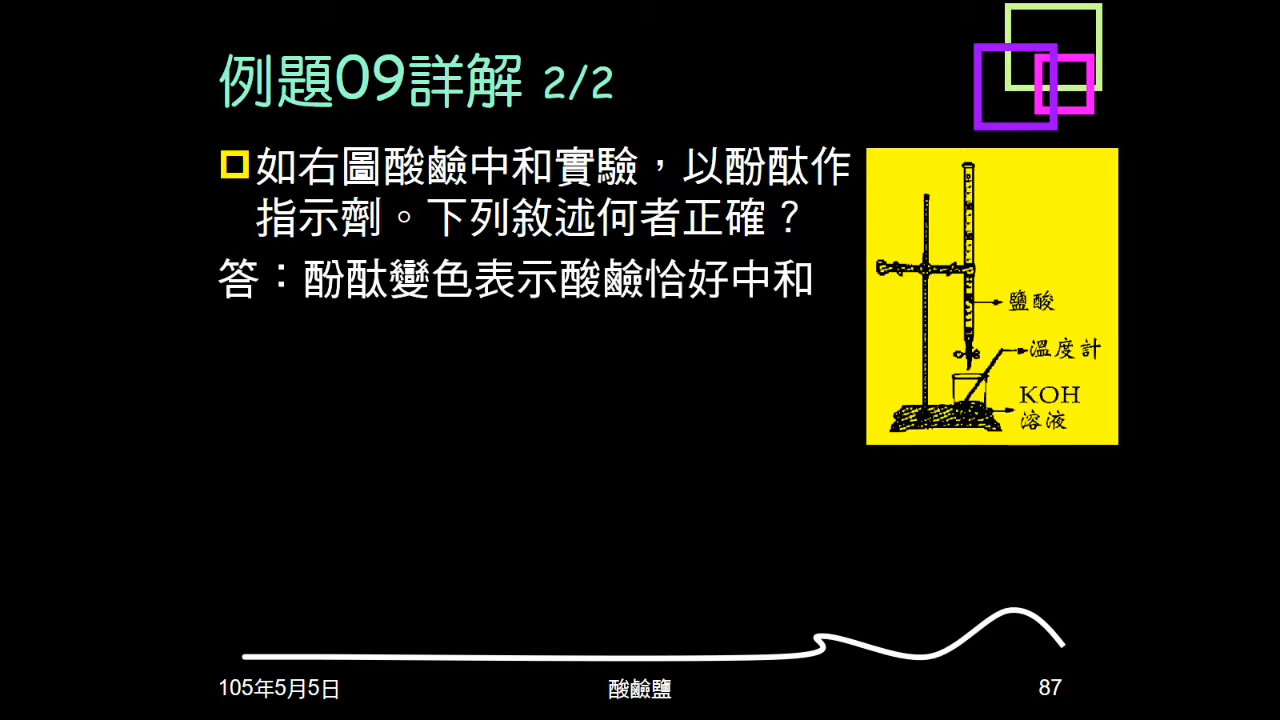 例題09詳解 2/2
如右圖酸鹼中和實驗，以酚酞作
指示劑。下列敘述何者正確？
答：酚酞變色表示酸鹼恰好中和
鹽酸
溫度計
KOH
溶液
105年5月5日
酸鹼鹽
87